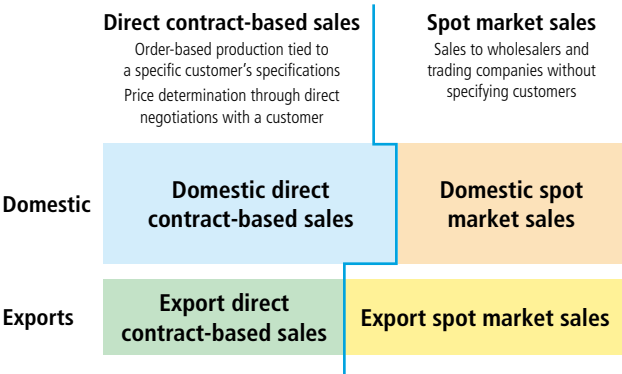 Direct contract-based sales
Order-based production tied to
a specific customer’s specifications
Price determination through direct
negotiations with a customer
Spot market sales
Sales to wholesalers and
trading companies without
specifying customers
Domestic
Domestic direct
contract-based sales
Domestic spot
market sales
Exports
Export direct
contract-based sales
Export spot market sales